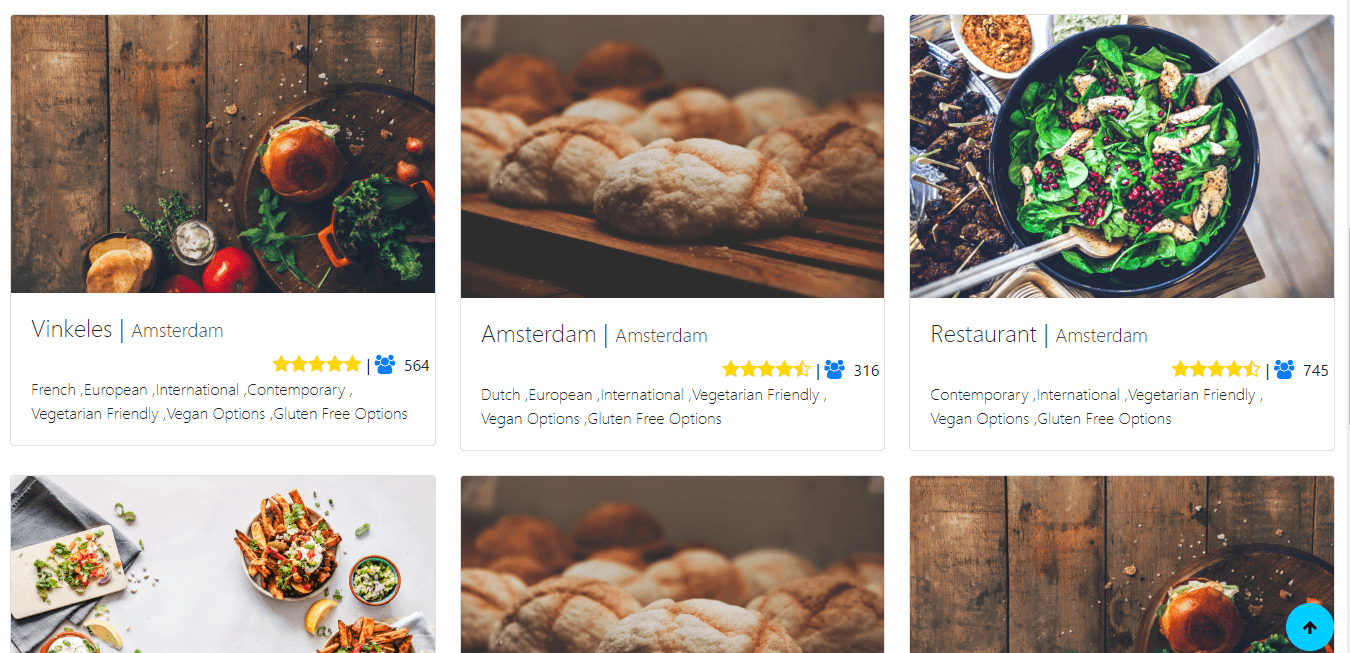 Vinkeles | Amsterdam
| 564
French ,European ,International ,Contemporary ,
Vegetarian Friendly ,Vegan Options ,Gluten Free Options
Amsterdam | Amsterdam
| 316
Dutch ,European ,International ,Vegetarian Friendly ,
Vegan Options ,Gluten Free Options
Restaurant | Amsterdam
| 745
Contemporary ,International ,Vegetarian Friendly ,
Vegan Options ,Gluten Free Options